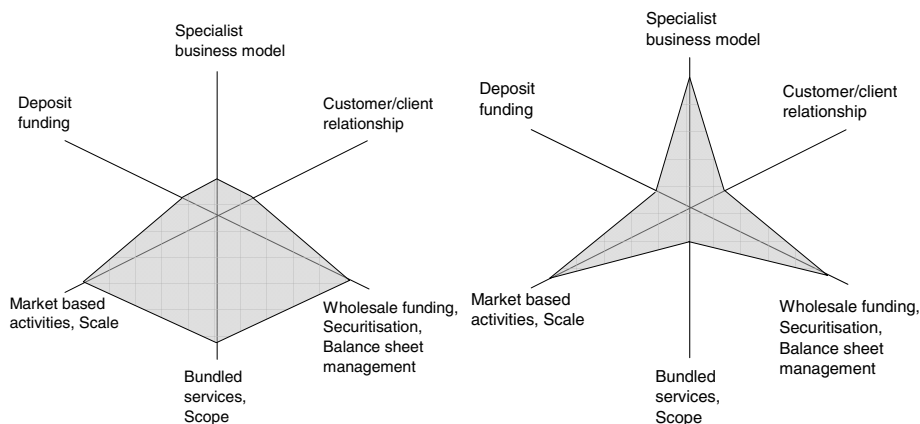 Specialist
business model
Deposit
funding
Customer/client
relationship
Market based
activities, Scale
Wholesale funding,
Securitisation,
Balance sheet
management
Bundled
services,
Scope
Specialist
business model
Deposit
funding
Customer/client
relationship
Market based
activities, Scale
Wholesale funding,
Securitisation,
Balance sheet
management
Bundled
services,
Scope